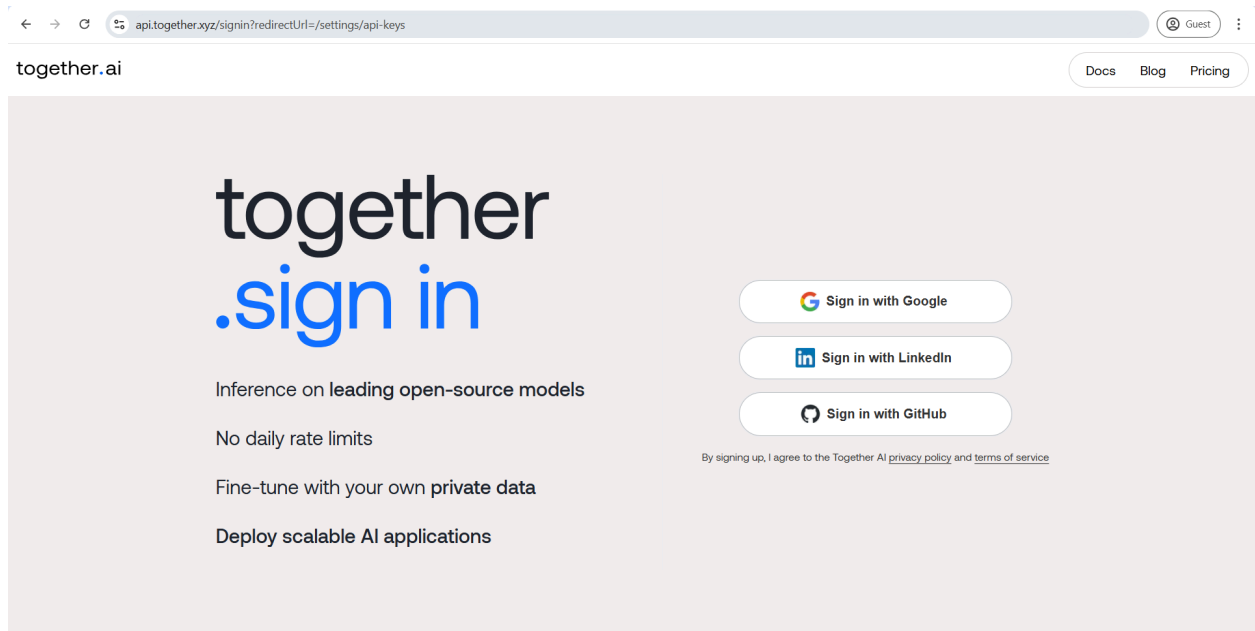 api.together.xyz/signin?redirectUrl=/settings/api-keys
Guest
together.ai
Docs Blog Pricing
together
.sign in
Inference on leading open-source models
No daily rate limits
Fine-tune with your own private data
Deploy scalable AI applications
Sign in with Google
in Sign in with LinkedIn
Sign in with GitHub
By signing up, I agree to the Together AI privacy policy and terms of service